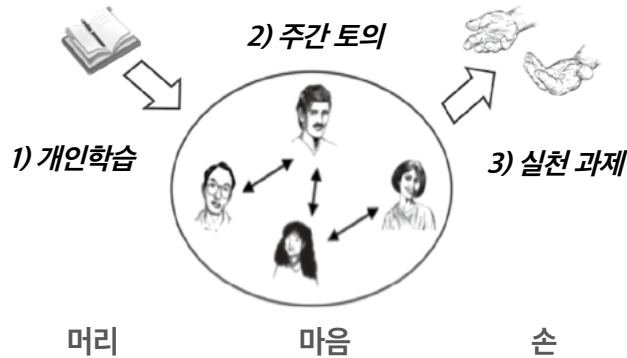 2) 주간 토의
1) 개인학습
3) 실천 과제
머리
마음
손